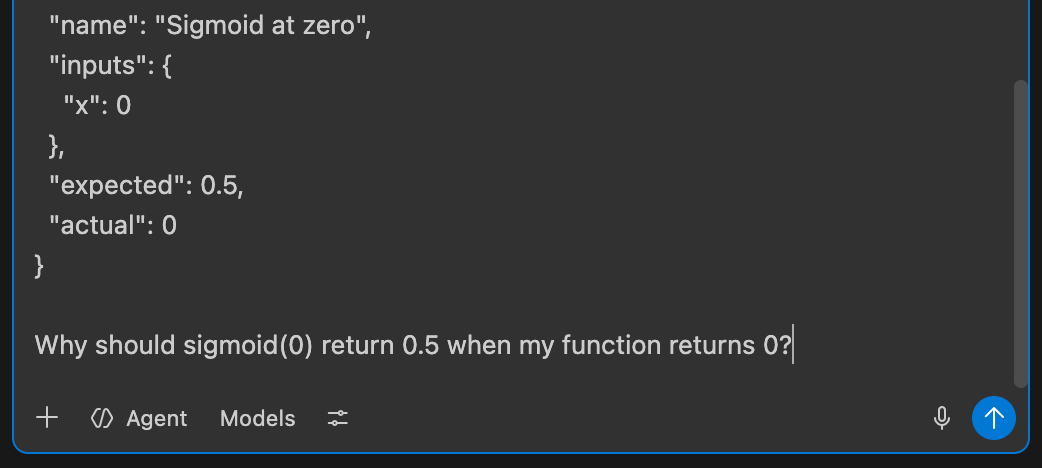 "name": "Sigmoid at zero",
"inputs": {
"x": 0
},
"expected": 0.5,
"actual": 0
}
Why should sigmoid(0) return 0.5 when my function returns 0?
Agent Models